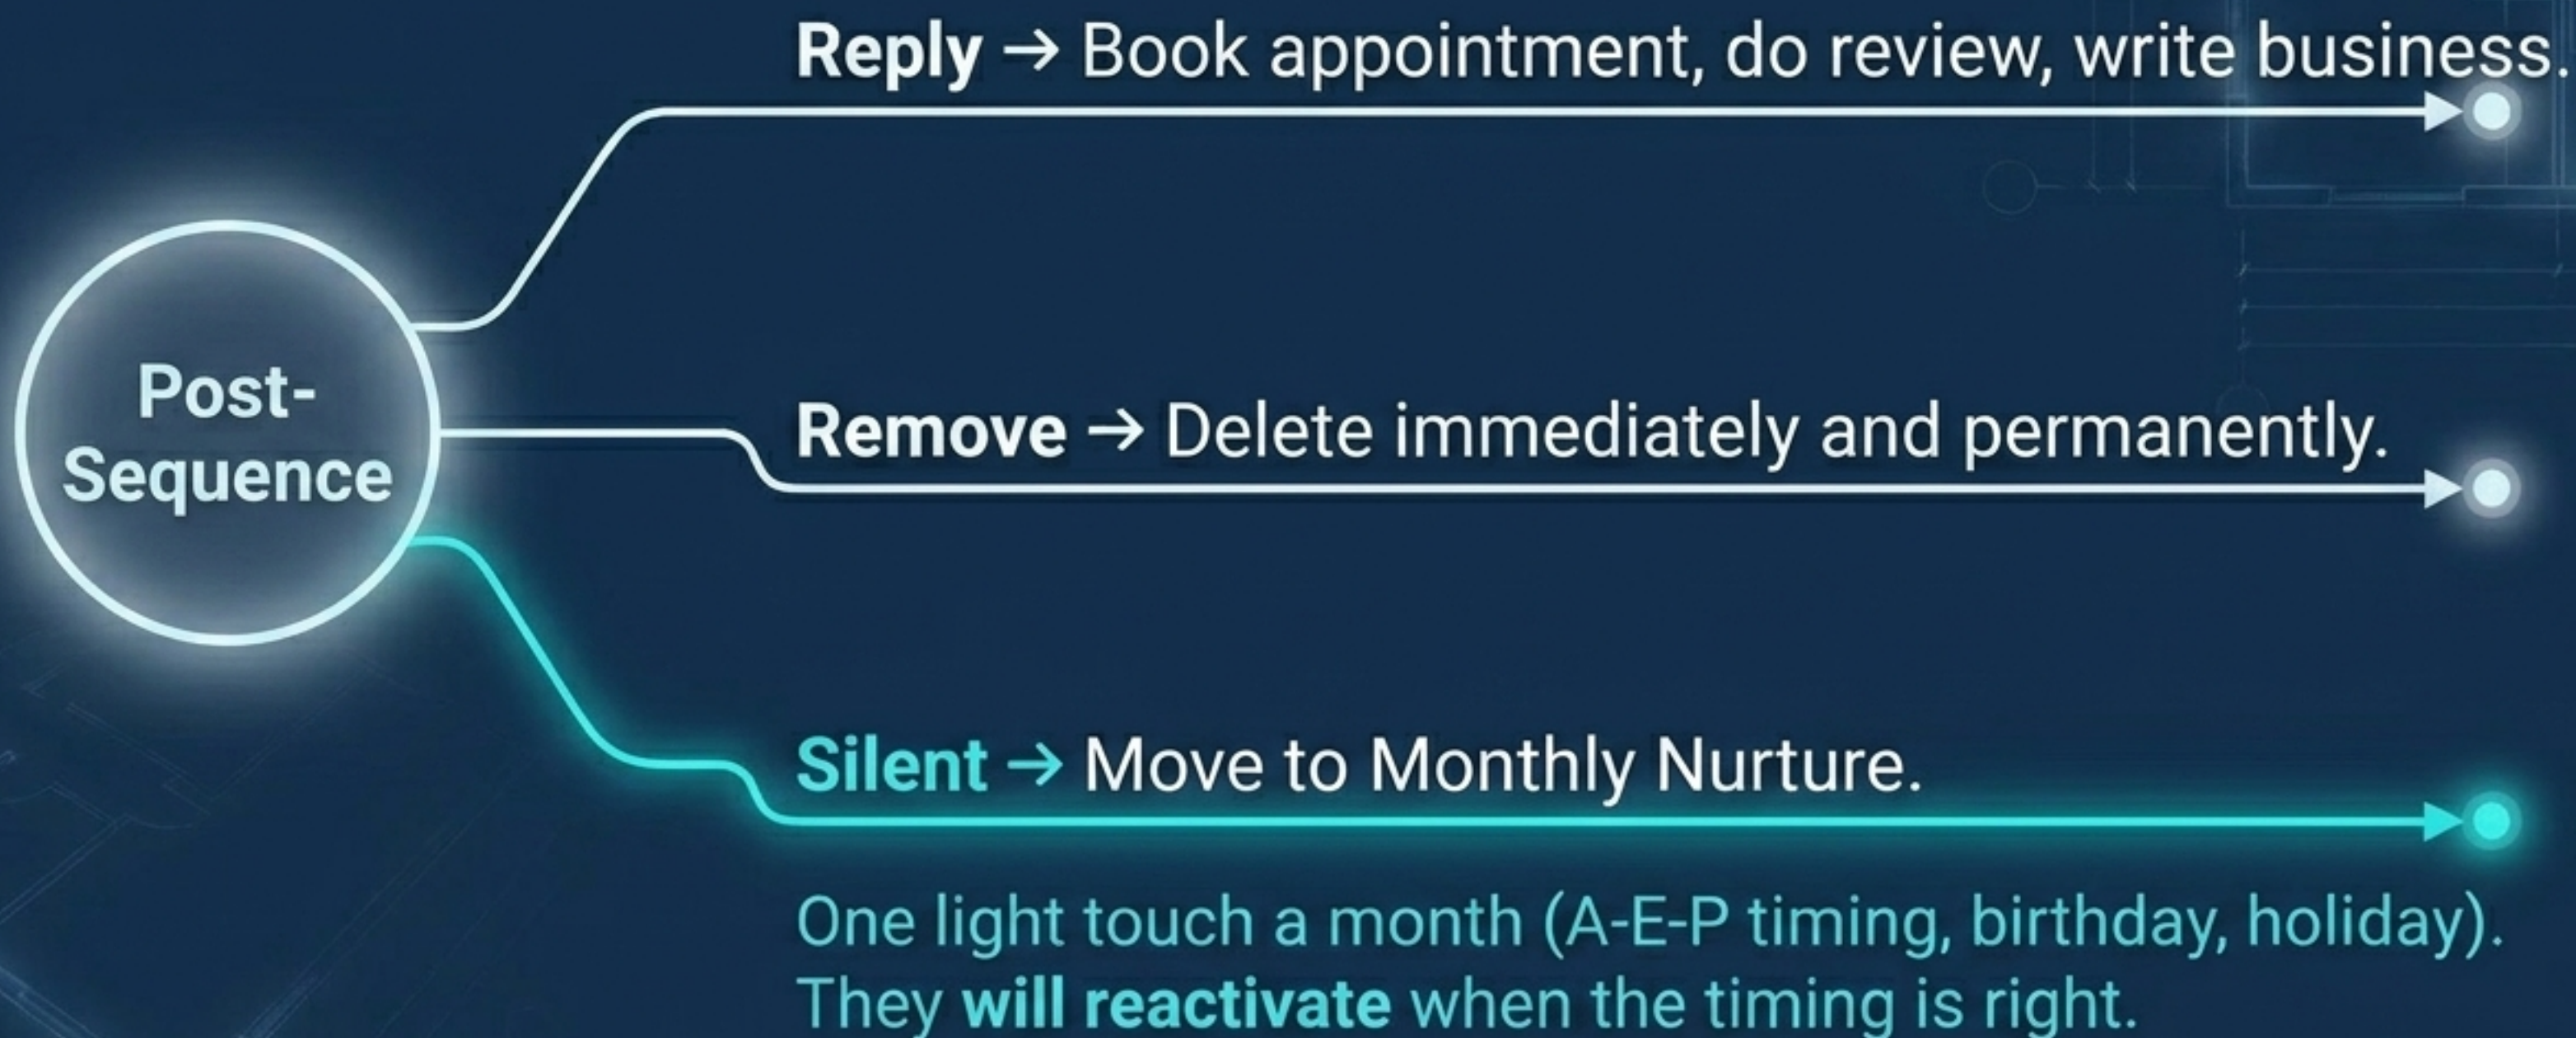 Reply → Book appointment, do review, write business.
Post-
Sequence
Remove → Delete immediately and permanently.
Silent → Move to Monthly Nurture.
One light touch a month (A-E-P timing, birthday, holiday).
They will reactivate when the timing is right.